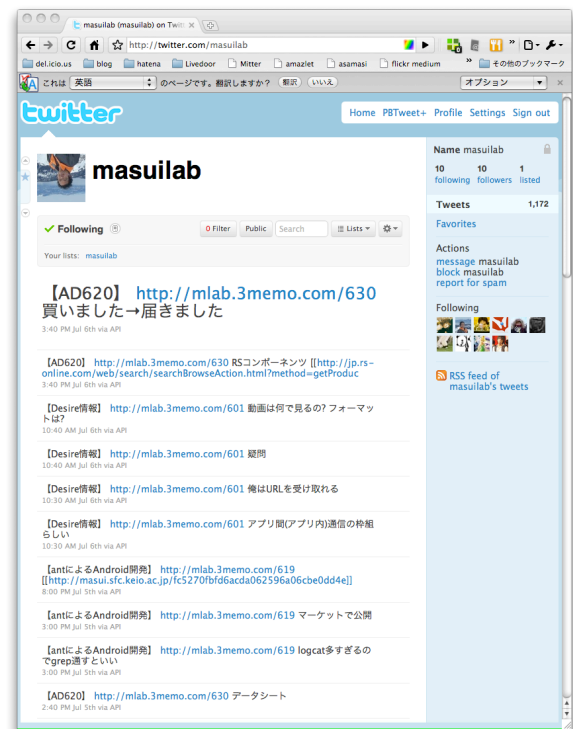 masuilab (masuilab) on Twit
http://twitter.com/masuilab
del.icio.us blog hatena Livedoor Mitter amazlet asamasi flickr medium » その他のブックマーク
これは 英語 のページです。翻訳しますか? 翻訳 いいえ オプション
twitter
Home PBTweet+ Profile Settings Sign out
masuilab
Following
0 Filter Public Search Lists
Your lists: masuilab
【AD620】 http://mlab.3memo.com/630
買いました→届きました
3:40 PM Jul 6th via API
【AD620】 http://mlab.3memo.com/630 RSコンポーネンツ [[http://jp.rs-
online.com/web/search/searchBrowseAction.html?method=getProduc
3:40 PM Jul 6th via API
【Desire情報】 http://mlab.3memo.com/601 動画は何で見るの? フォーマッ
トは?
10:40 AM Jul 6th via API
【Desire情報】 http://mlab.3memo.com/601 疑問
10:40 AM Jul 6th via API
【Desire情報】 http://mlab.3memo.com/601 俺はURLを受け取れる
10:30 AM Jul 6th via API
【Desire情報】 http://mlab.3memo.com/601 アプリ間(アプリ内)通信の枠組
らしい
10:30 AM Jul 6th via API
【antによるAndroid開発】 http://mlab.3memo.com/619
[[http://masui.sfc.keio.ac.jp/fc5270fbfd6acda062596a06cbe0dd4e]]
8:00 PM Jul 5th via API
【antによるAndroid開発】 http://mlab.3memo.com/619 マーケットで公開
3:00 PM Jul 5th via API
【antによるAndroid開発】 http://mlab.3memo.com/619 logcat多すぎるの
でgrep通すといい
3:00 PM Jul 5th via API
【AD620】 http://mlab.3memo.com/630 データシート
2:40 PM Jul 5th via API
Name masuilab
10 10 1
following followers listed
Tweets 1,172
Favorites
Actions
message masuilab
block masuilab
report for spam
Following
RSS feed of
masuilab's tweets